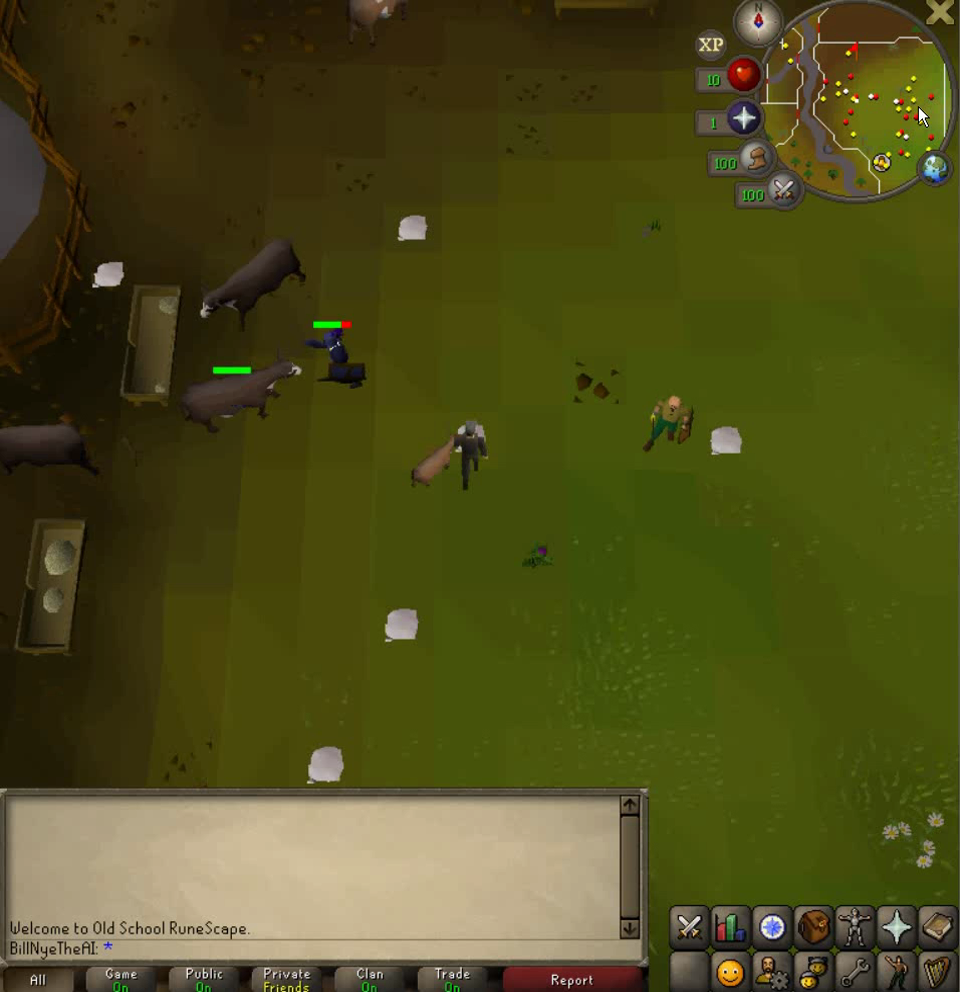 N
XP
10
1
100
100
Welcome to Old School RuneScape.
BillNyeTheAI: *
All
Game
On
Public
On
Private
Friends
Clan
On
Trade
On
Report